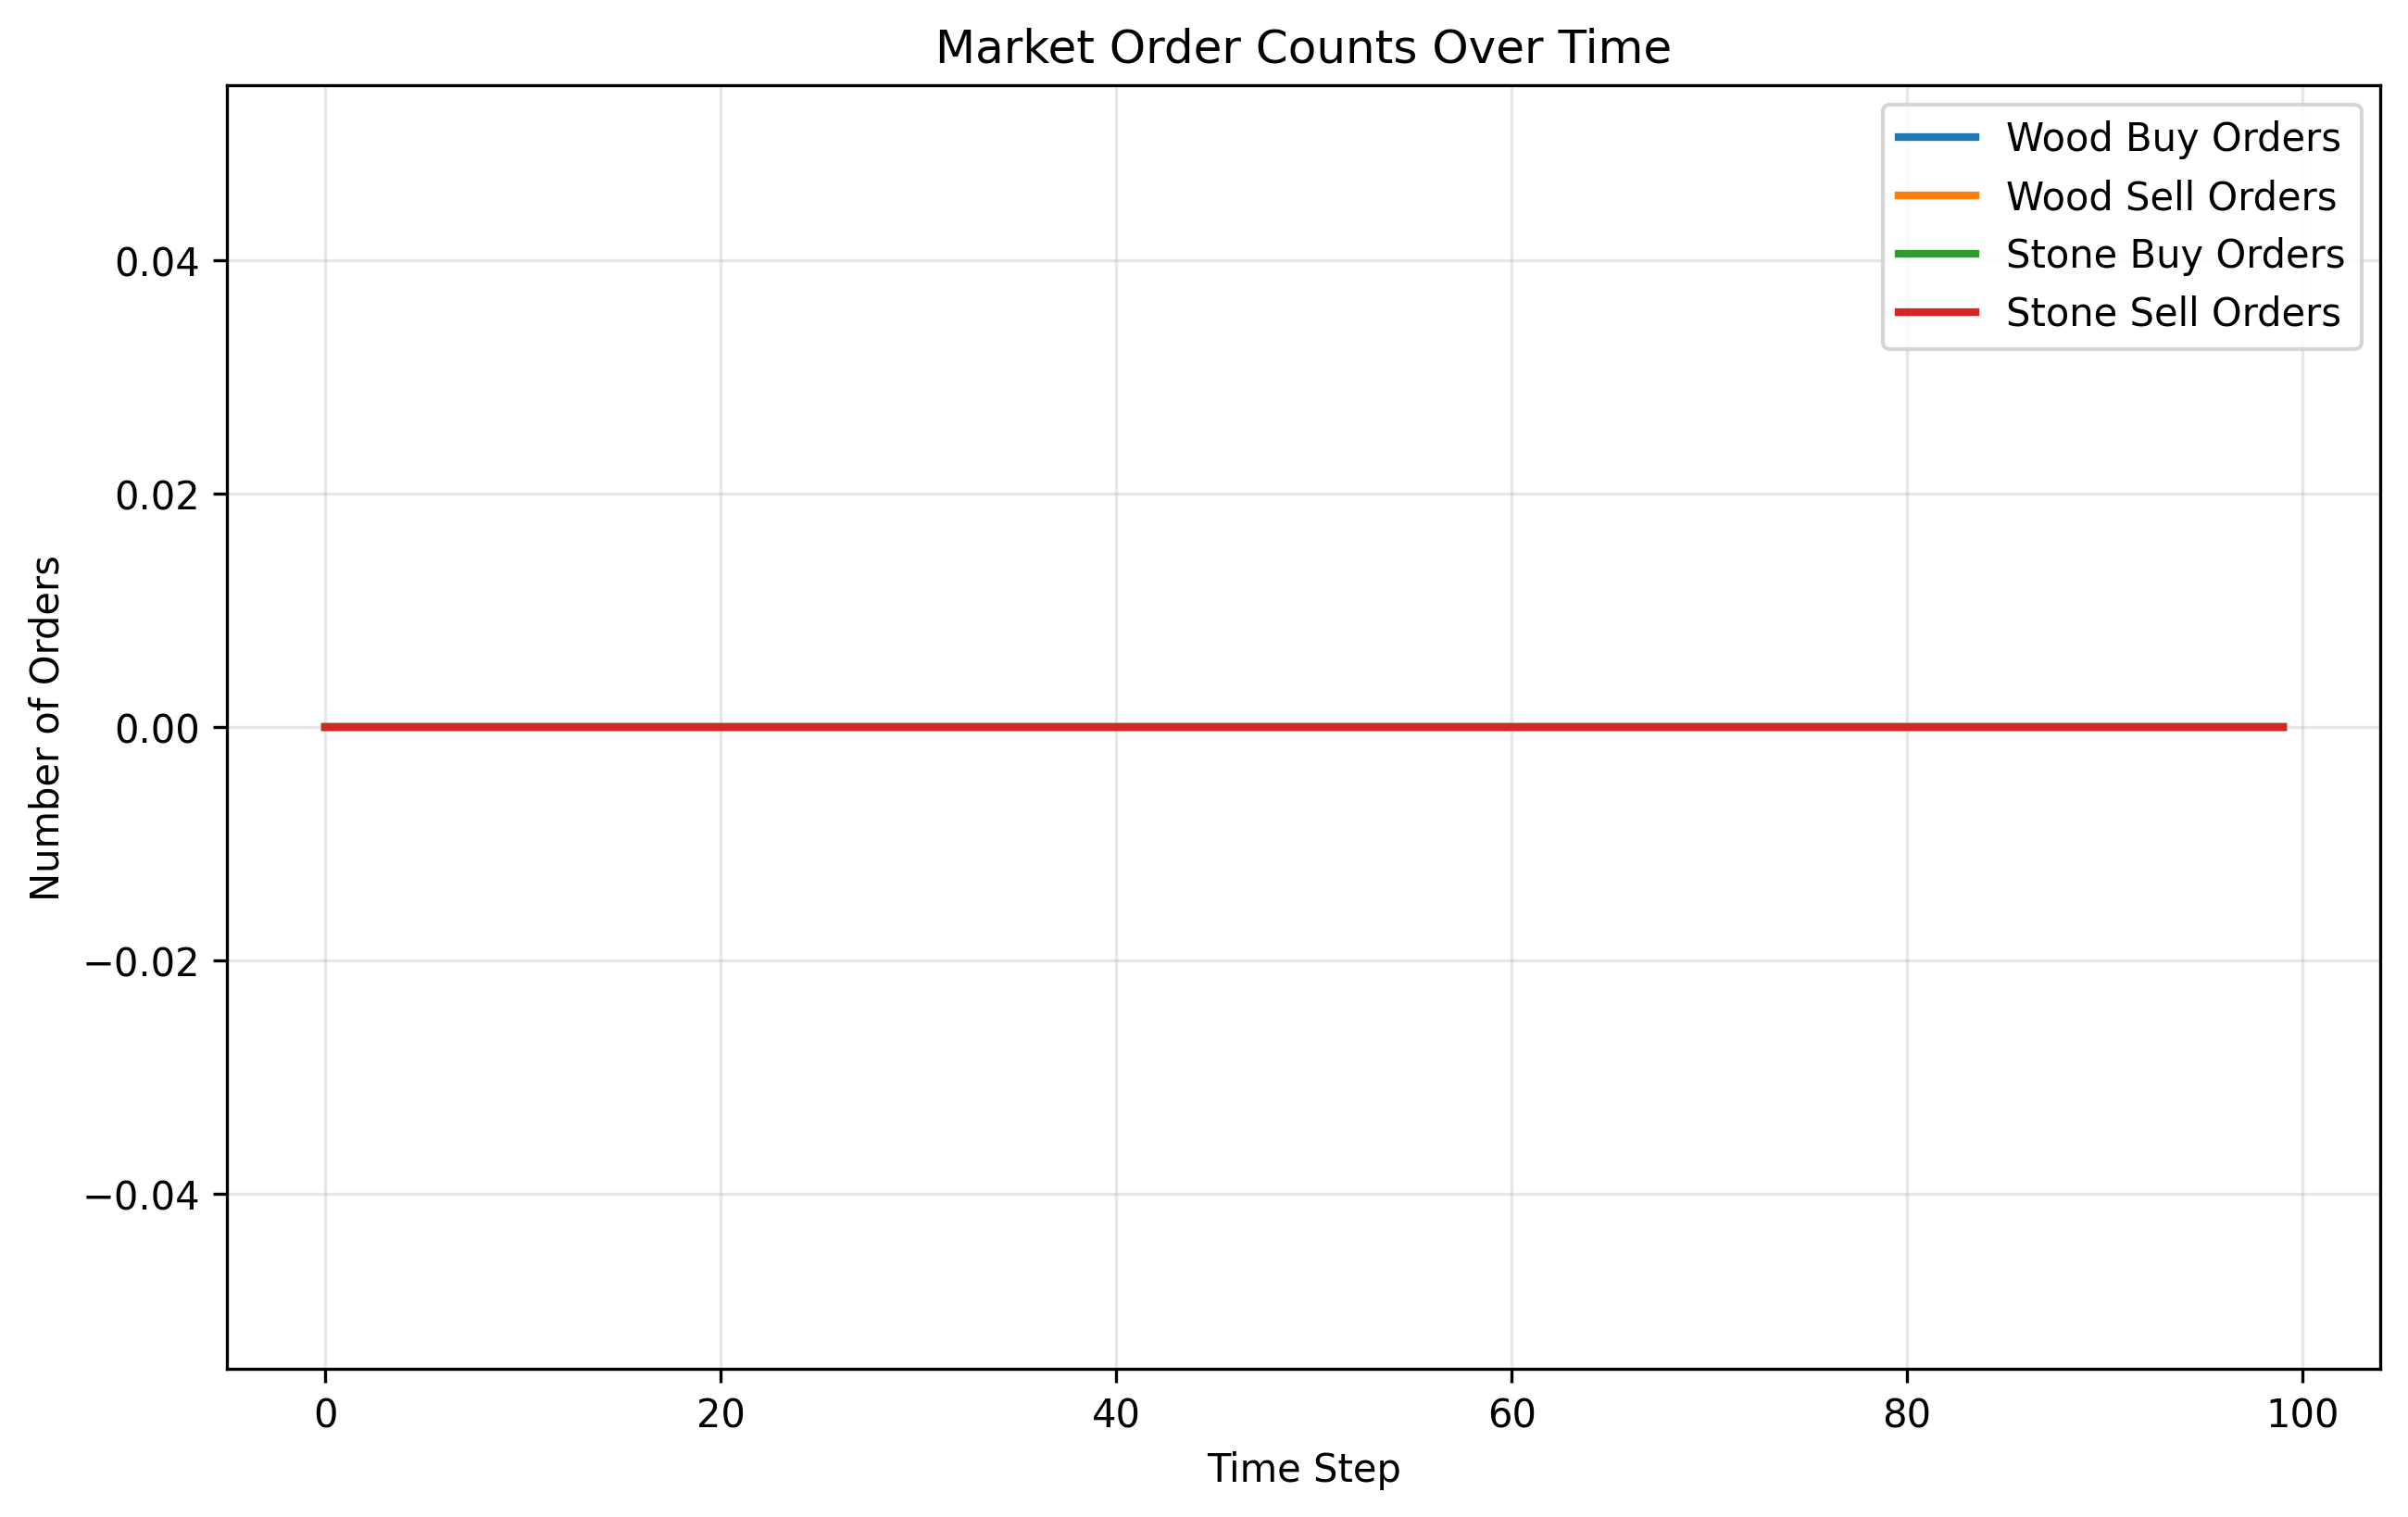 Market Order Counts Over Time
Wood Buy Orders
Wood Sell Orders
Stone Buy Orders
Stone Sell Orders
Number of Orders
0.04
0.02
0.00
−0.02
−0.04
0 20 40 60 80 100
Time Step